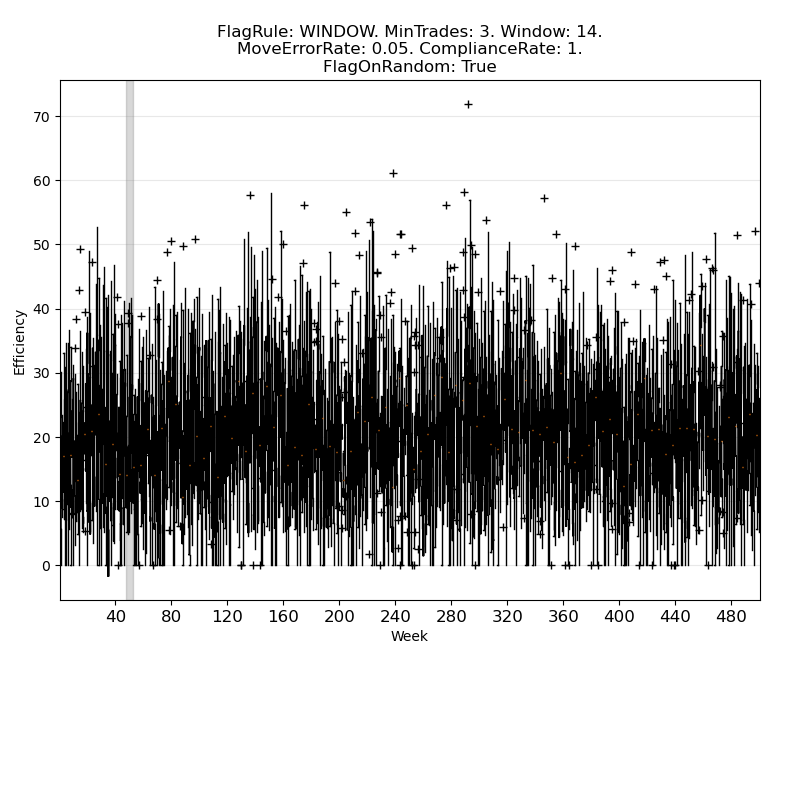 FlagRule: WINDOW. MinTrades: 3. Window: 14.
MoveErrorRate: 0.05. ComplianceRate: 1.
FlagOnRandom: True
70
60
50
40
30
20
10
0
Efficiency
40 80 120 160 200 240 280 320 360 400 440 480
Week